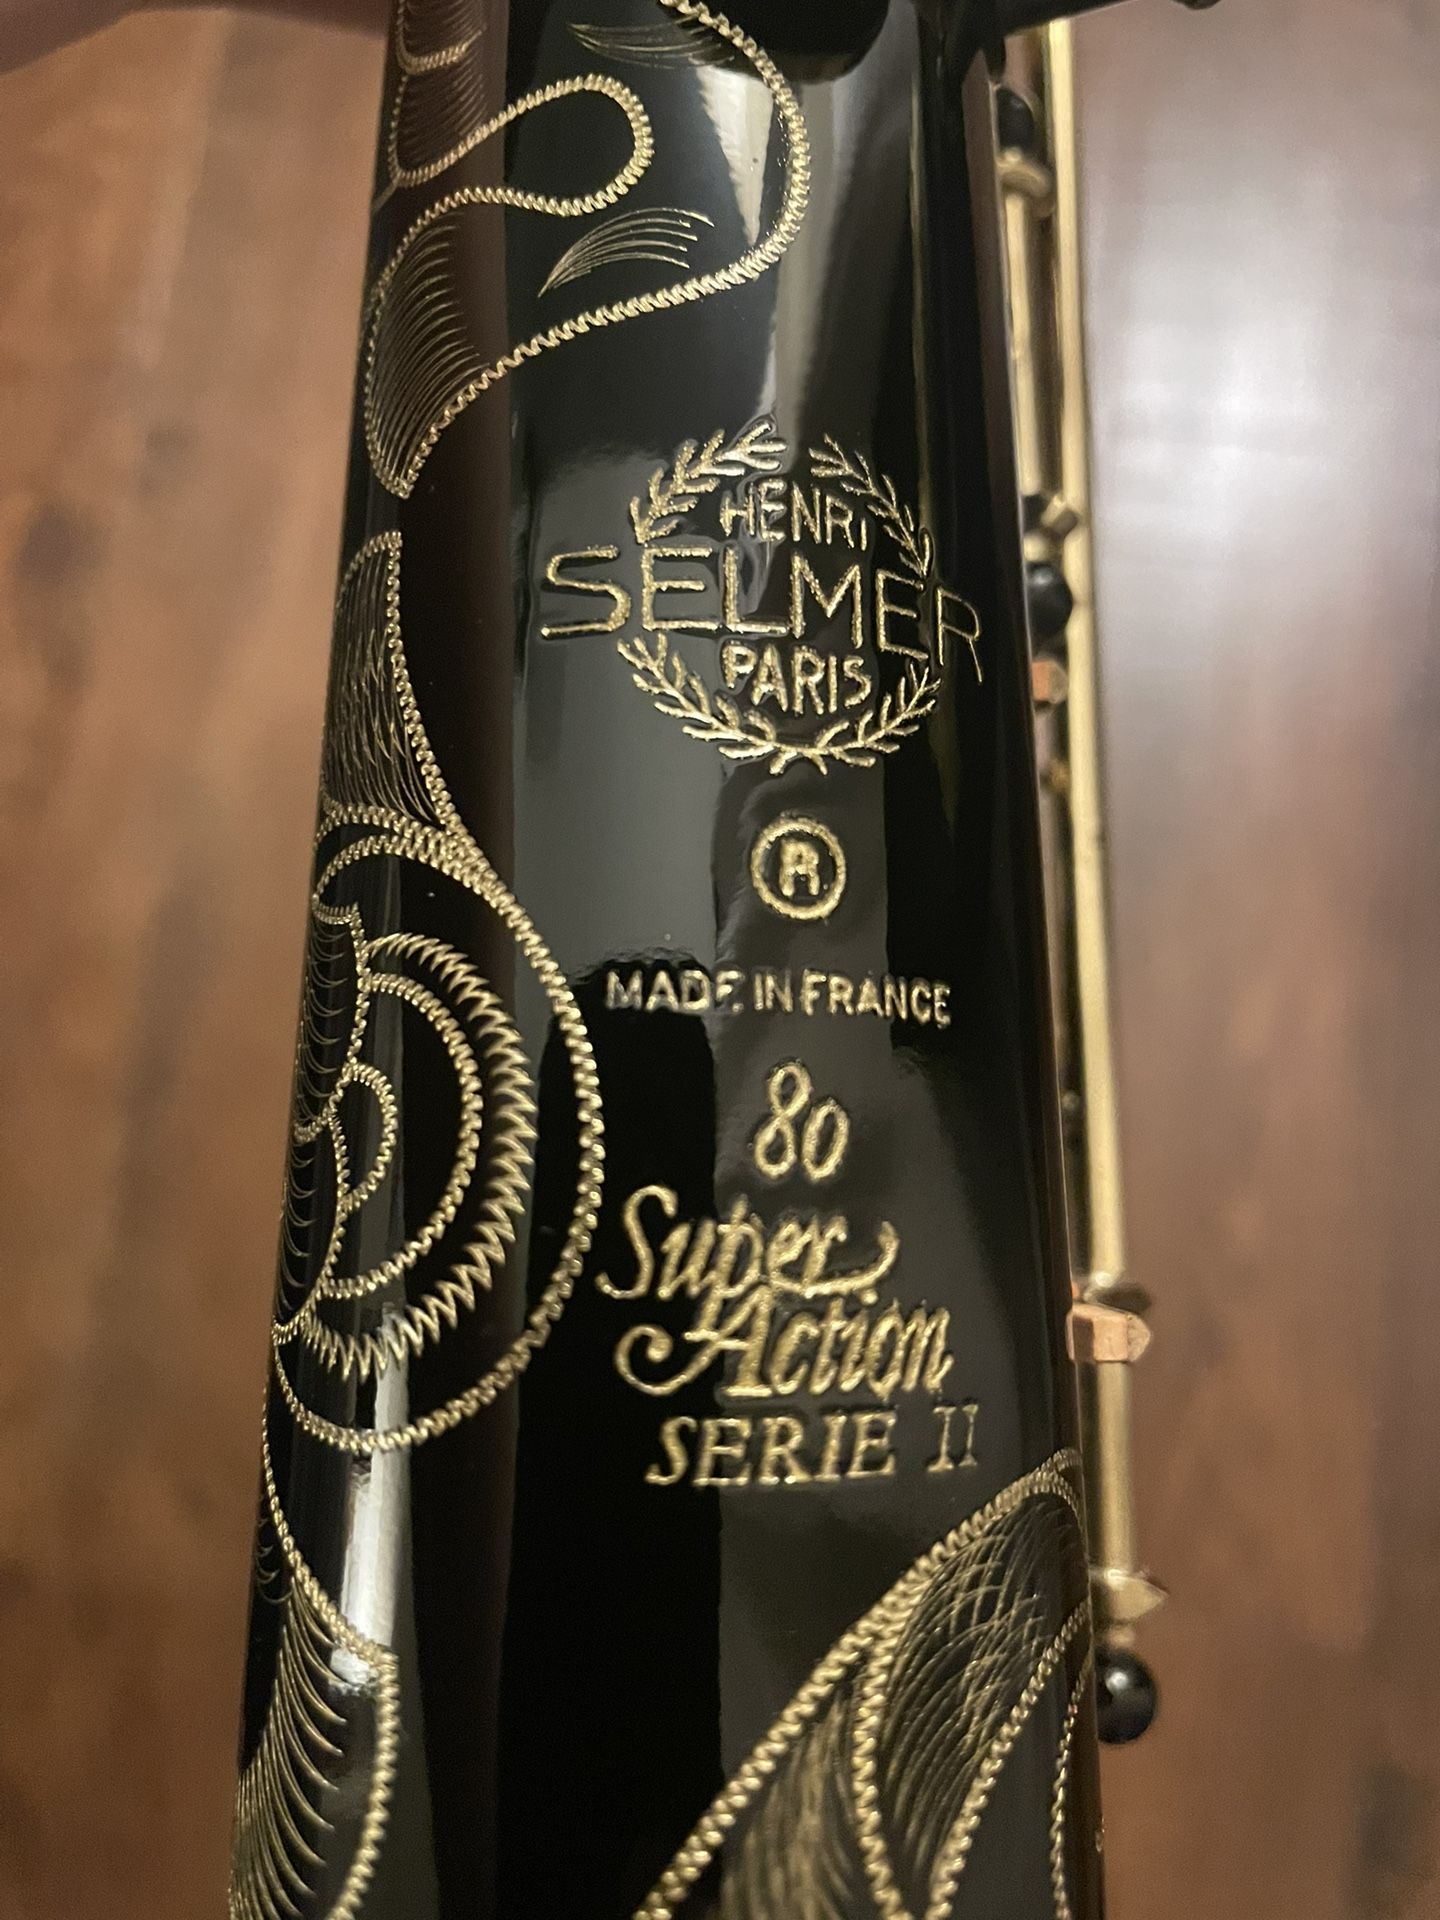 HENRI
SELMER
PARIS
®
MADE IN FRANCE
80
Super
Action
SERIE II